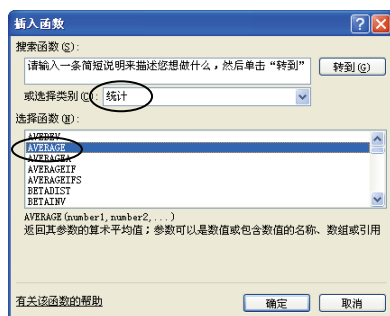 插入函数
搜索函数(S):
请输入一条简短说明来描述您想做什么，然后单击“转到”
转到(G)
或选择类别(C): 统计
选择函数(N):
AVEDEV
AVERAGE
AVERAGEA
AVERAGEIF
AVERAGEIFS
BETADIST
BETAINV
AVERAGE(number1,number2,...)
返回其参数的算术平均值；参数可以是数值或包含数值的名称、数组或引用
有关该函数的帮助
确定
取消